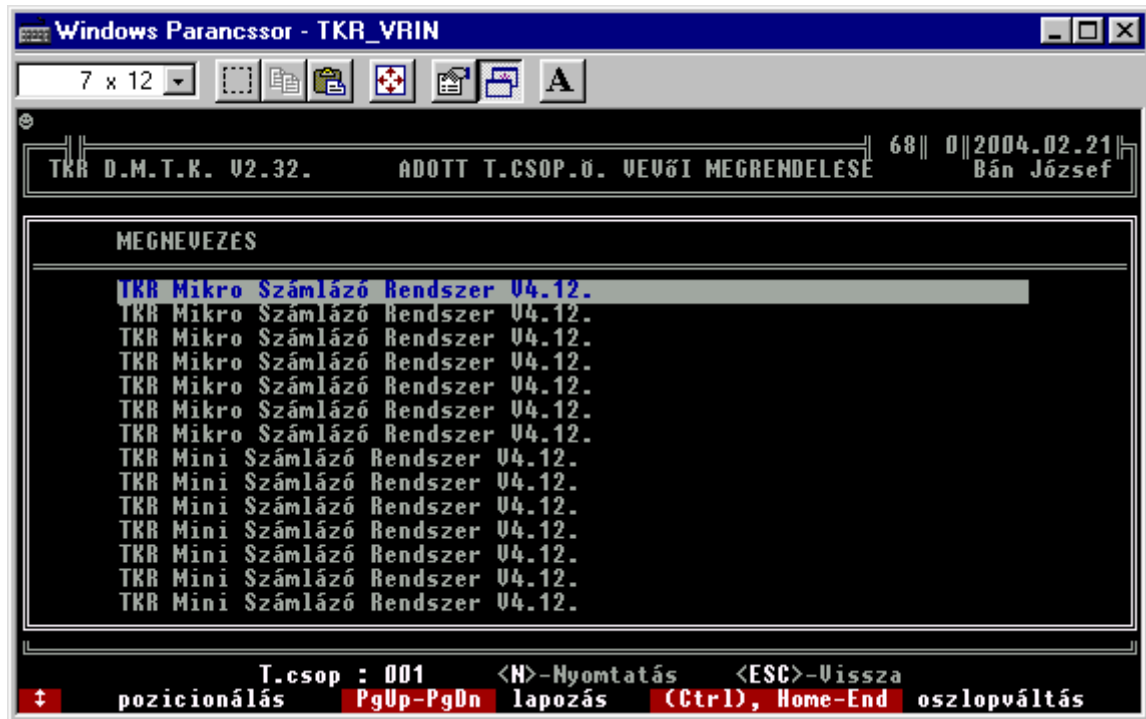 Windows Parancssor - TKR_VRIN
7 x 12
A
68 0 2004.02.21
TKR D.M.T.K. V2.32. ADOTT T.CSOP.Ö. VEVőI MEGRENDELÉSE Bán József
MEGNEVEZÉS
TKR Mikro Számlázó Rendszer V4.12.
TKR Mikro Számlázó Rendszer V4.12.
TKR Mikro Számlázó Rendszer V4.12.
TKR Mikro Számlázó Rendszer V4.12.
TKR Mikro Számlázó Rendszer V4.12.
TKR Mikro Számlázó Rendszer V4.12.
TKR Mikro Számlázó Rendszer V4.12.
TKR Mini Számlázó Rendszer V4.12.
TKR Mini Számlázó Rendszer V4.12.
TKR Mini Számlázó Rendszer V4.12.
TKR Mini Számlázó Rendszer V4.12.
TKR Mini Számlázó Rendszer V4.12.
TKR Mini Számlázó Rendszer V4.12.
TKR Mini Számlázó Rendszer V4.12.
T.csop : 001 <N>-Nyomtatás <ESC>-Vissza
↕ pozicionálás PgUp-PgDn lapozás (Ctrl), Home-End oszlopváltás